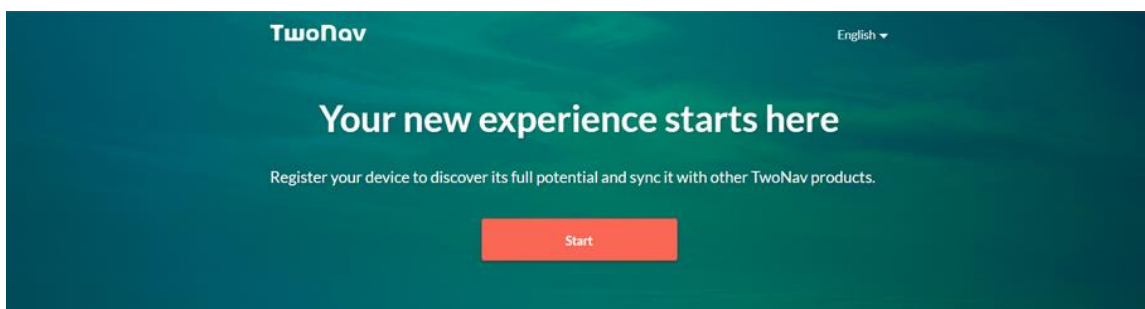 TwoNav
English
Your new experience starts here
Register your device to discover its full potential and sync it with other TwoNav products.
Start